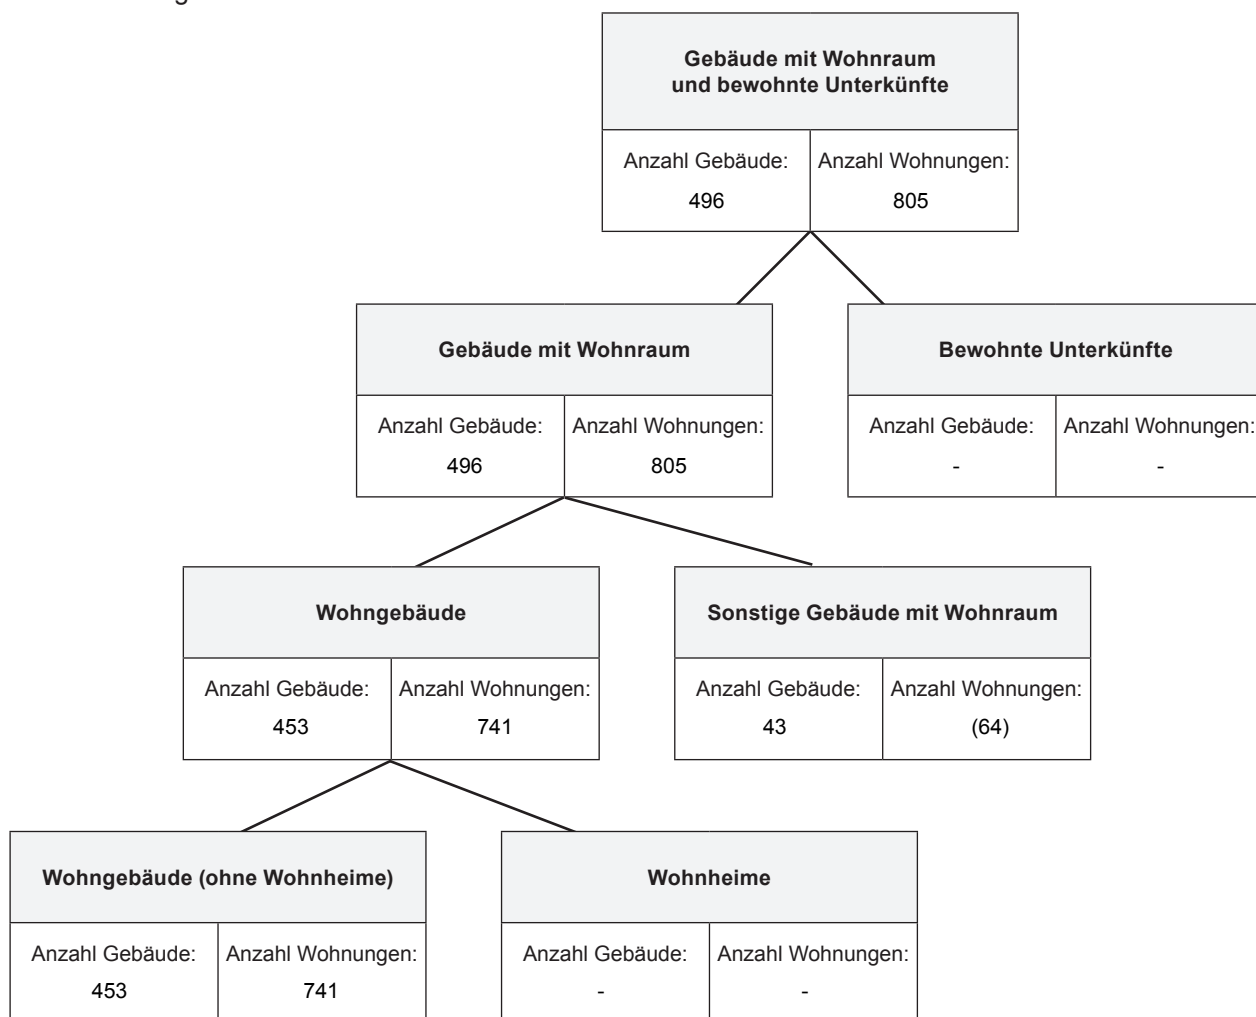 Gebäude mit Wohnraum
und bewohnte Unterkünfte
Anzahl Gebäude: Anzahl Wohnungen:
496 805
Gebäude mit Wohnraum
Anzahl Gebäude: Anzahl Wohnungen:
496 805
Bewohnte Unterkünfte
Anzahl Gebäude: Anzahl Wohnungen:
- -
Wohngebäude
Anzahl Gebäude: Anzahl Wohnungen:
453 741
Sonstige Gebäude mit Wohnraum
Anzahl Gebäude: Anzahl Wohnungen:
43 (64)
Wohngebäude (ohne Wohnheime)
Anzahl Gebäude: Anzahl Wohnungen:
453 741
Wohnheime
Anzahl Gebäude: Anzahl Wohnungen:
- -